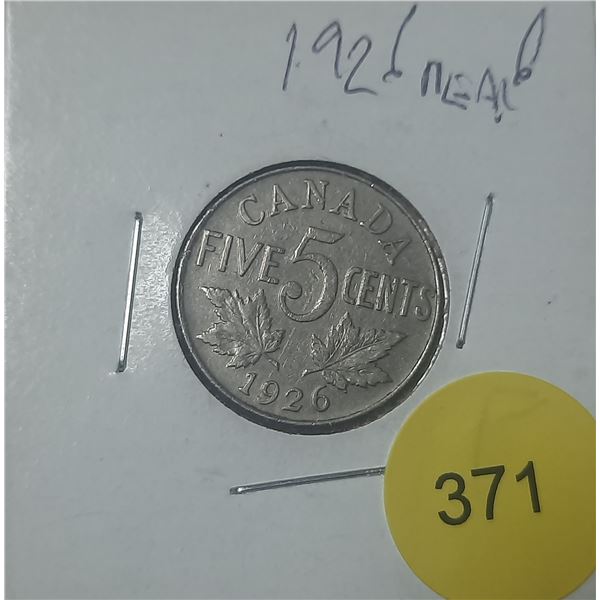 1926 NEAR 6
CANADA
FIVE 5 CENTS
1926
371